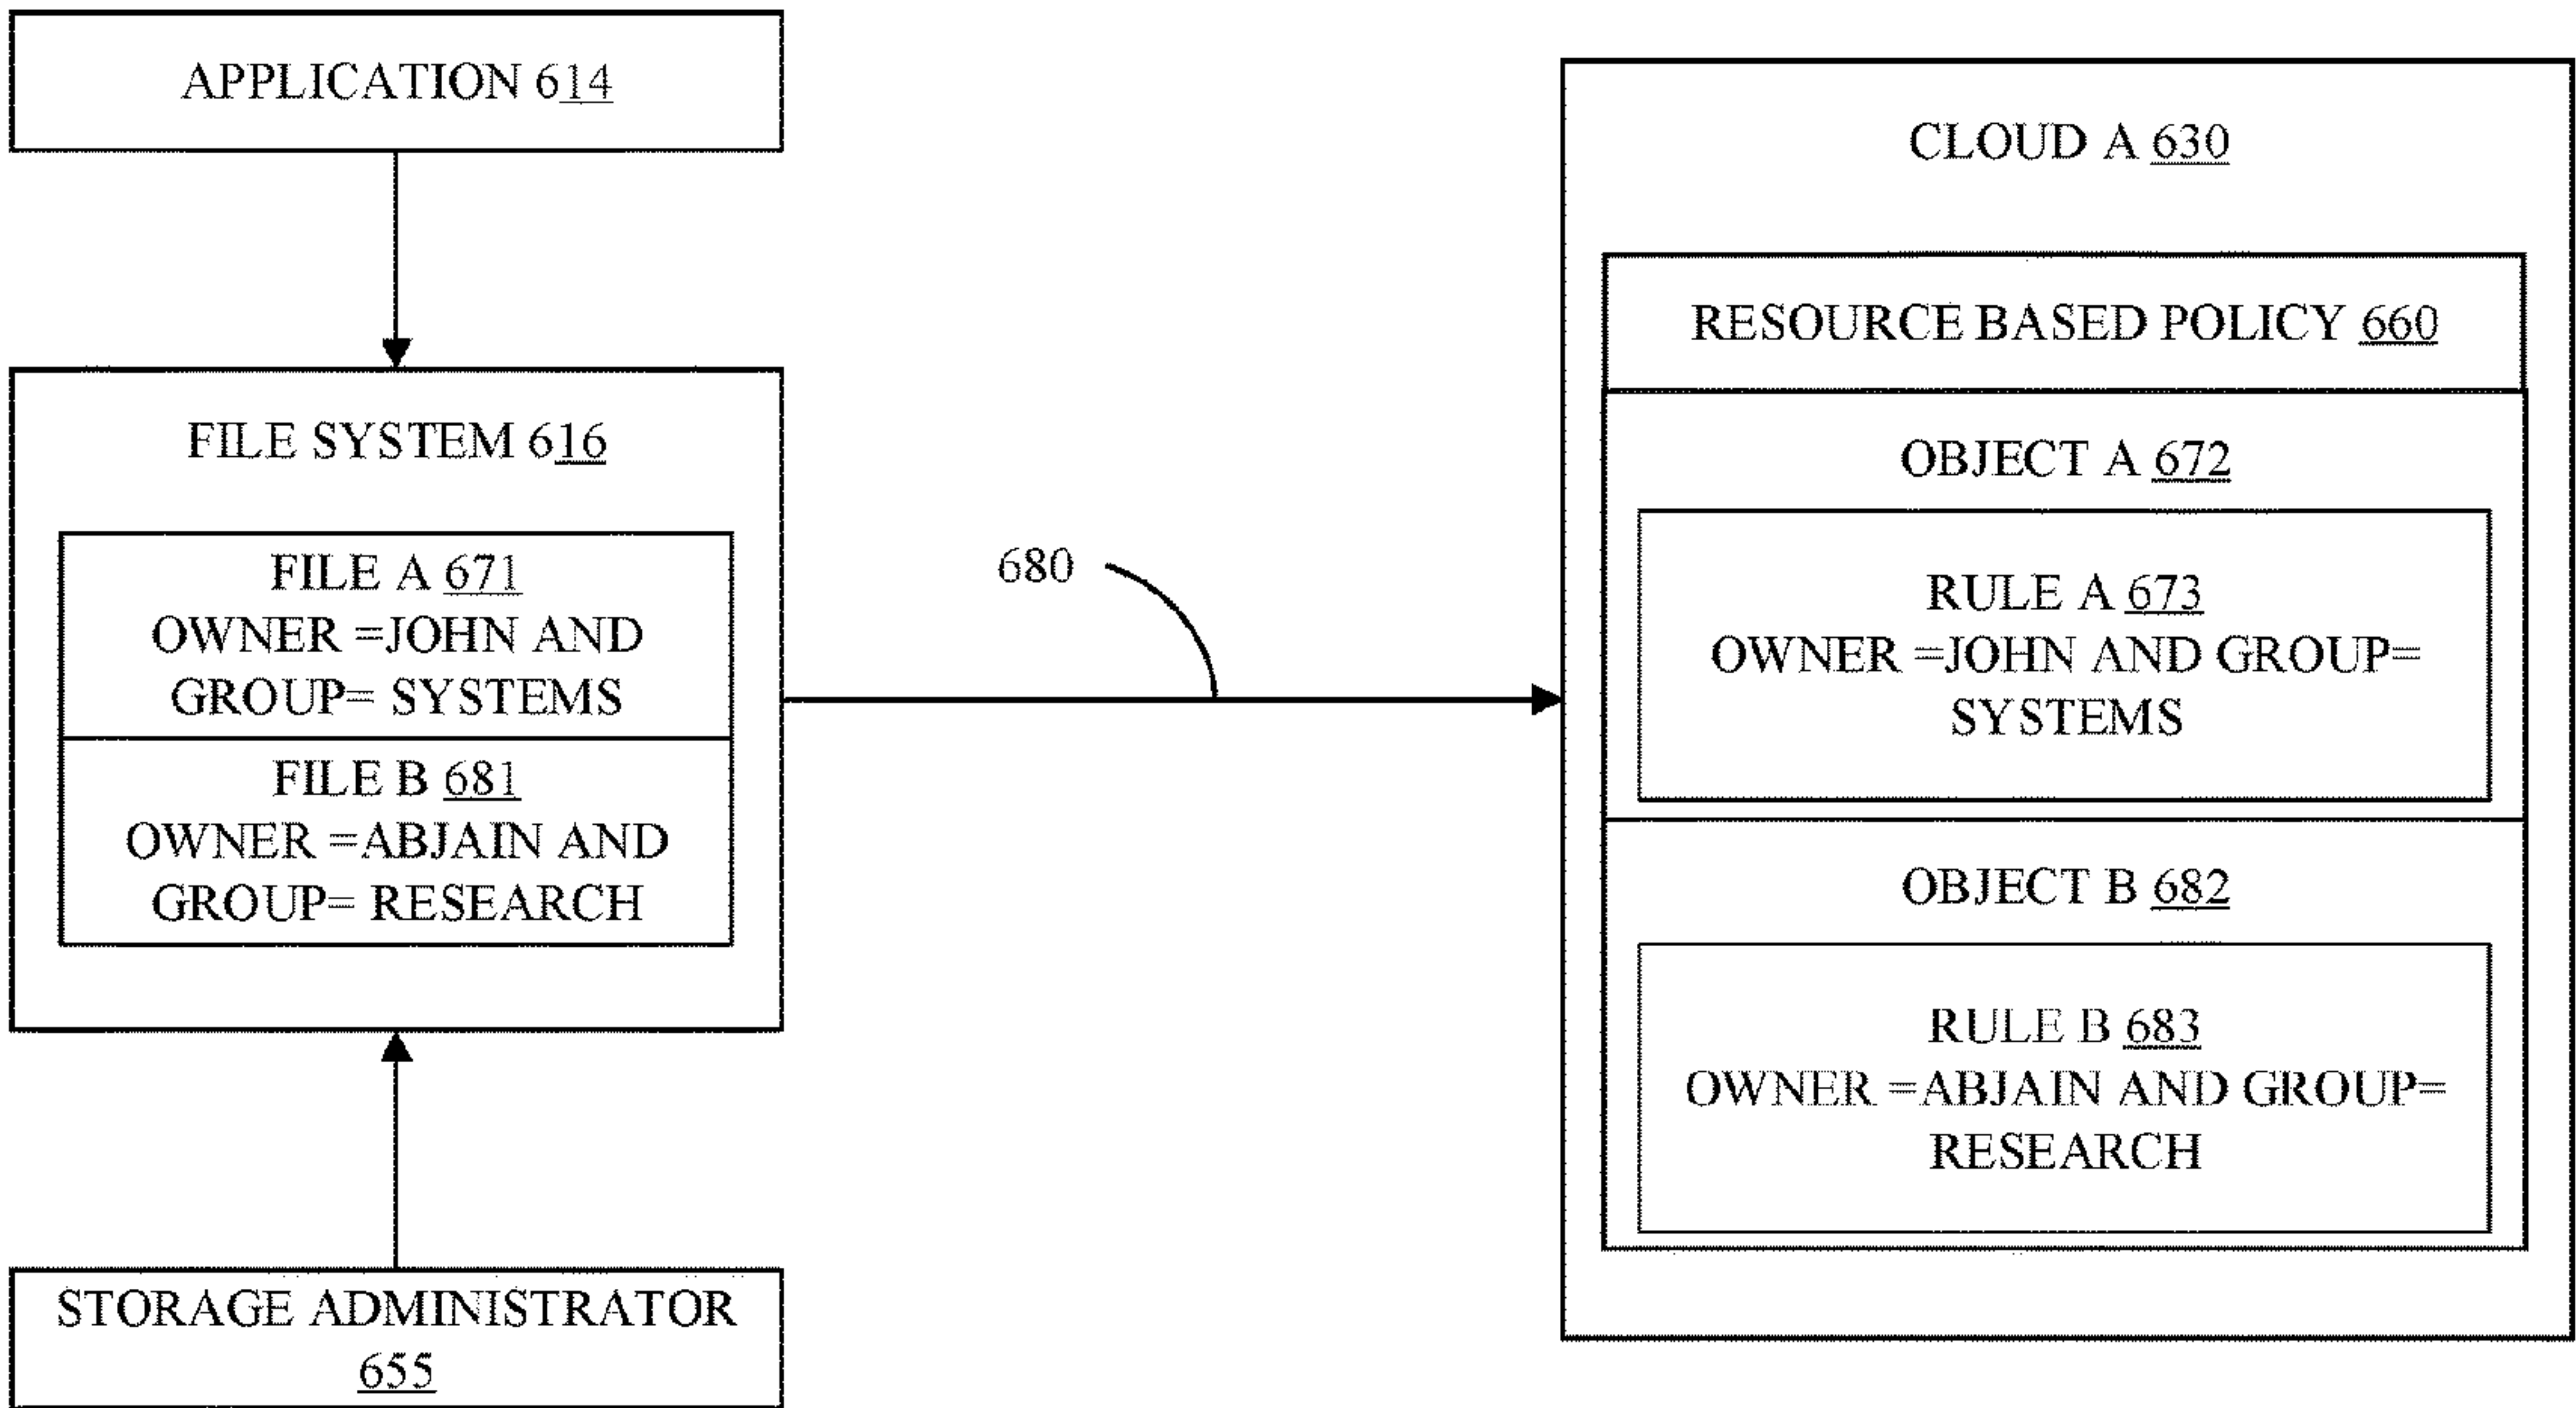 APPLICATION 614
FILE SYSTEM 616
FILE A 671
OWNER =JOHN AND
GROUP= SYSTEMS
FILE B 681
OWNER =ABJAIN AND
GROUP= RESEARCH
STORAGE ADMINISTRATOR
655
680
CLOUD A 630
RESOURCE BASED POLICY 660
OBJECT A 672
RULE A 673
OWNER =JOHN AND GROUP=
SYSTEMS
OBJECT B 682
RULE B 683
OWNER =ABJAIN AND GROUP=
RESEARCH